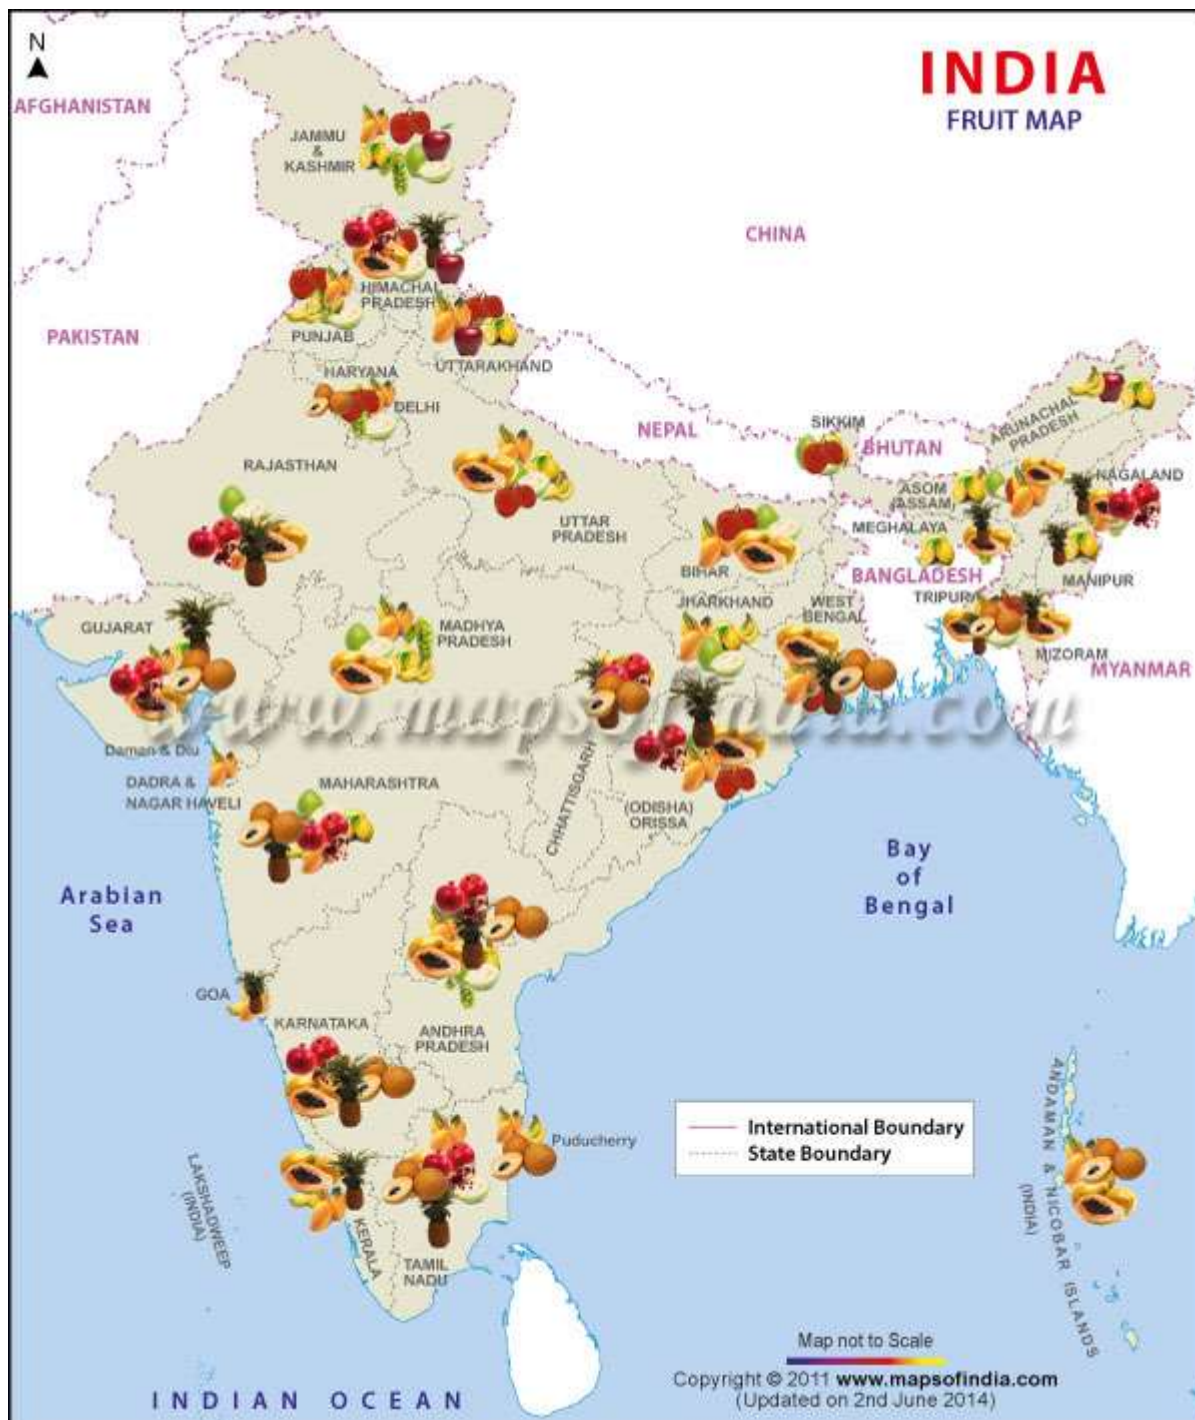 N
INDIA
FRUIT MAP
AFGHANISTAN
JAMMU
&
KASHMIR
CHINA
HIMACHAL
PRADESH
PAKISTAN
PUNJAB
UTTARAKHAND
HARYANA
DELHI
NEPAL
SIKKIM
BHUTAN
ARUNACHAL
PRADESH
RAJASTHAN
ASOM
(ASSAM)
NAGALAND
UTTAR
PRADESH
MEGHALAYA
BIHAR
BANGLADESH
MANIPUR
GUJARAT
MADHYA
PRADESH
JHARKHAND
WEST
BENGAL
TRIPURA
MIZORAM
MYANMAR
www.mapsofindia.com
Daman & Diu
DADRA &
NAGAR HAVELI
MAHARASHTRA
CHHATTISGARH
(ODISHA)
ORISSA
Arabian
Sea
Bay
of
Bengal
GOA
KARNATAKA
ANDHRA
PRADESH
International Boundary
State Boundary
Puducherry
LAKSHADWEEP
(INDIA)
KERALA
TAMIL
NADU
ANDAMAN & NICOBAR ISLANDS
(INDIA)
Map not to Scale
Copyright © 2011 www.mapsofindia.com
(Updated on 2nd June 2014)
INDIAN OCEAN